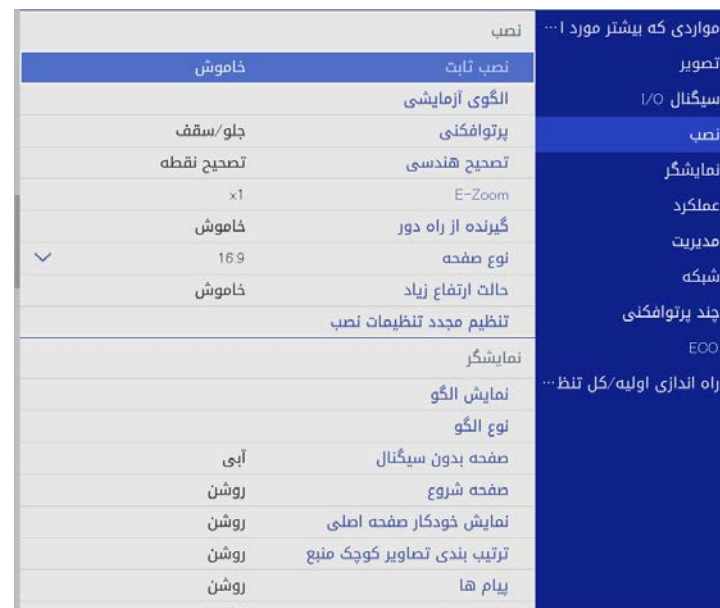 مواردی که بیشتر مورد ا...
تصویر
سیگنال I/O
نصب
نمایشگر
عملکرد
مدیریت
شبکه
چند پرتوافکنی
ECO
راه اندازی اولیه/کل تنظ...
نصب
نصب ثابت خاموش
الگوی آزمایشی
پرتوافکنی جلو/سقف
تصحیح هندسی تصحیح نقطه
E-Zoom x1
گیرنده از راه دور خاموش
نوع صفحه 16:9
حالت ارتفاع زیاد خاموش
تنظیم مجدد تنظیمات نصب
نمایشگر
نمایش الگو
نوع الگو
صفحه بدون سیگنال آبی
صفحه شروع روشن
نمایش خودکار صفحه اصلی روشن
ترتیب بندی تصاویر کوچک منبع روشن
پیام ها روشن